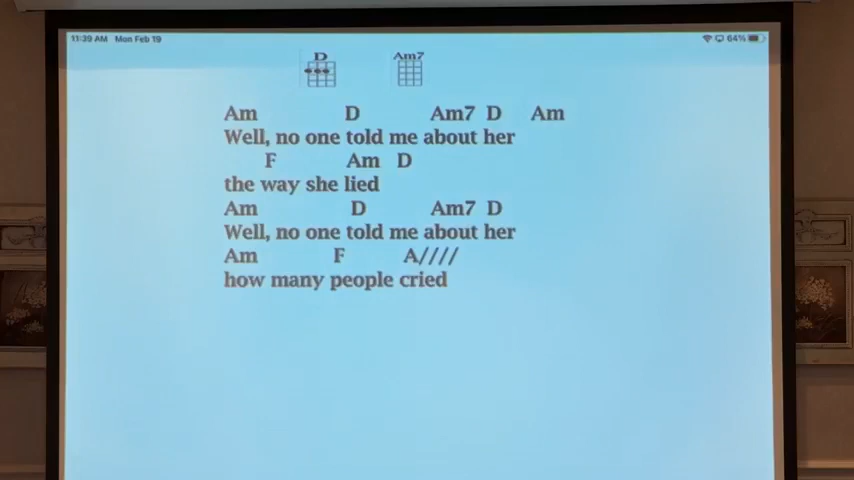 11:39 AM Mon Feb 19 64%
D Am7
Am D Am7 D Am
Well, no one told me about her
F Am D
the way she lied
Am D Am7 D
Well, no one told me about her
Am F A////
how many people cried